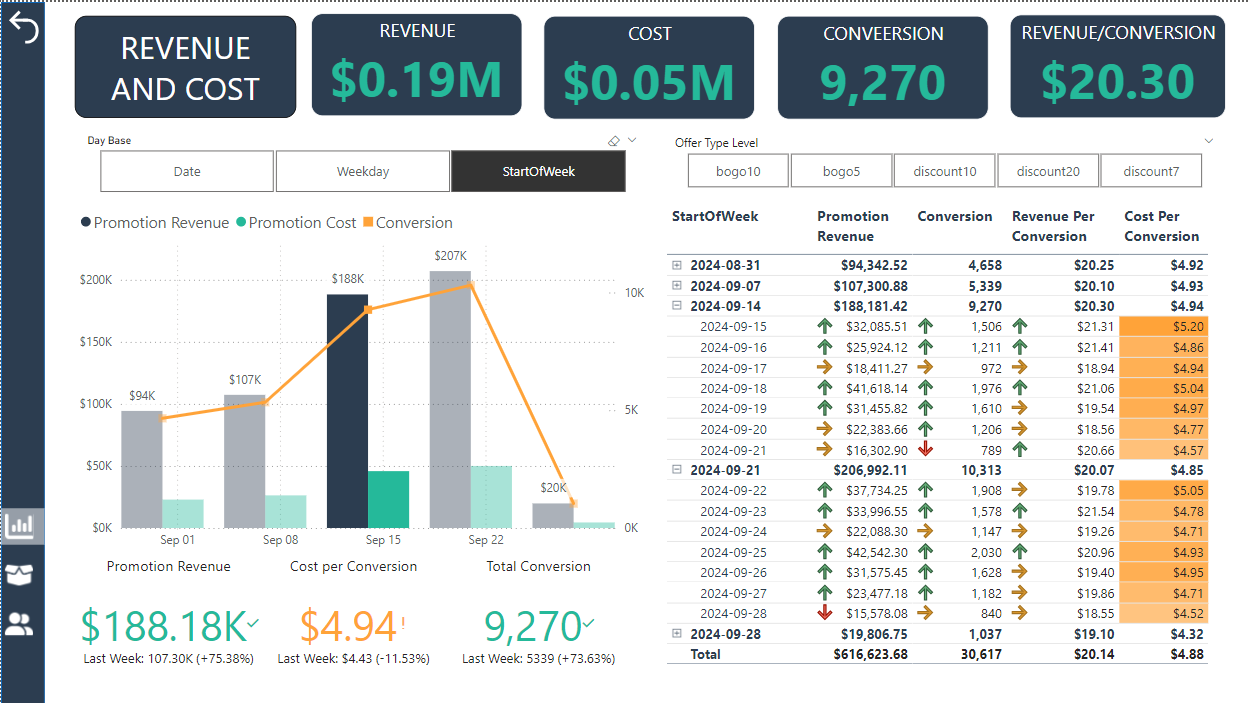 REVENUE
AND COST
REVENUE
$0.19M
COST
$0.05M
CONVEERSION
9,270
REVENUE/CONVERSION
$20.30
Day Base
Date Weekday StartOfWeek
Offer Type Level
bogo10 bogo5 discount10 discount20 discount7
Promotion Revenue Promotion Cost Conversion
$200K
$150K
$100K
$50K
$0K
$94K
$107K
$188K
$207K
$20K
10K
5K
0K
Sep 01 Sep 08 Sep 15 Sep 22
Promotion Revenue Cost per Conversion Total Conversion
$188.18K $4.94! 9,270
Last Week: 107.30K (+75.38%) Last Week: $4.43 (-11.53%) Last Week: 5339 (+73.63%)
StartOfWeek Promotion Revenue Conversion Revenue Per Conversion Cost Per Conversion
2024-08-31 $94,342.52 4,658 $20.25 $4.92
2024-09-07 $107,300.88 5,339 $20.10 $4.93
2024-09-14 $188,181.42 9,270 $20.30 $4.94
2024-09-15 $32,085.51 1,506 $21.31 $5.20
2024-09-16 $25,924.12 1,211 $21.41 $4.86
2024-09-17 $18,411.27 972 $18.94 $4.94
2024-09-18 $41,618.14 1,976 $21.06 $5.04
2024-09-19 $31,455.82 1,610 $19.54 $4.97
2024-09-20 $22,383.66 1,206 $18.56 $4.77
2024-09-21 $16,302.90 789 $20.66 $4.57
2024-09-21 $206,992.11 10,313 $20.07 $4.85
2024-09-22 $37,734.25 1,908 $19.78 $5.05
2024-09-23 $33,996.55 1,578 $21.54 $4.78
2024-09-24 $22,088.30 1,147 $19.26 $4.71
2024-09-25 $42,542.30 2,030 $20.96 $4.93
2024-09-26 $31,575.45 1,628 $19.40 $4.95
2024-09-27 $23,477.18 1,182 $19.86 $4.71
2024-09-28 $15,578.08 840 $18.55 $4.52
2024-09-28 $19,806.75 1,037 $19.10 $4.32
Total $616,623.68 30,617 $20.14 $4.88